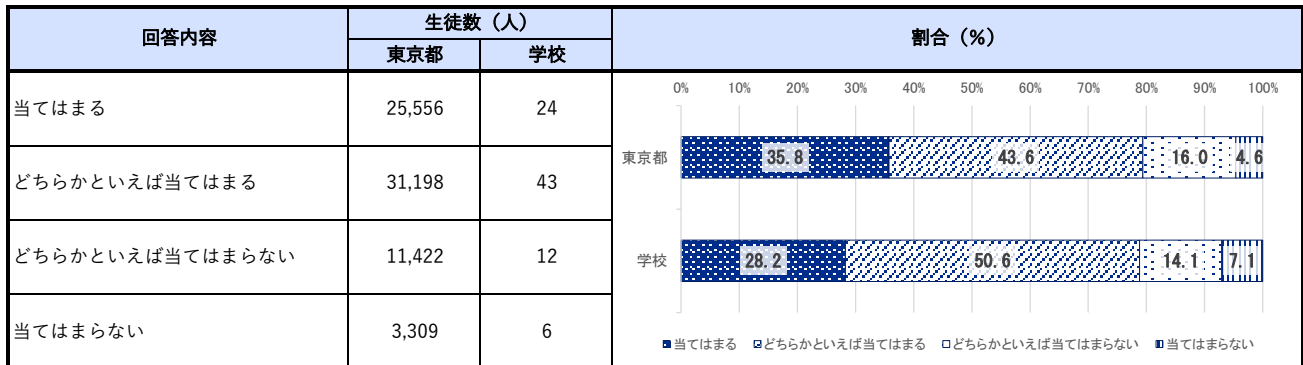 回答内容 生徒数（人） 割合（%）
東京都 学校
当てはまる 25,556 24
どちらかといえば当てはまる 31,198 43
どちらかといえば当てはまらない 11,422 12
当てはまらない 3,309 6
0% 10% 20% 30% 40% 50% 60% 70% 80% 90% 100%
東京都 35.8 43.6 16.0 4.6
学校 28.2 50.6 14.1 7.1
当てはまる どちらかといえば当てはまる どちらかといえば当てはまらない 当てはまらない